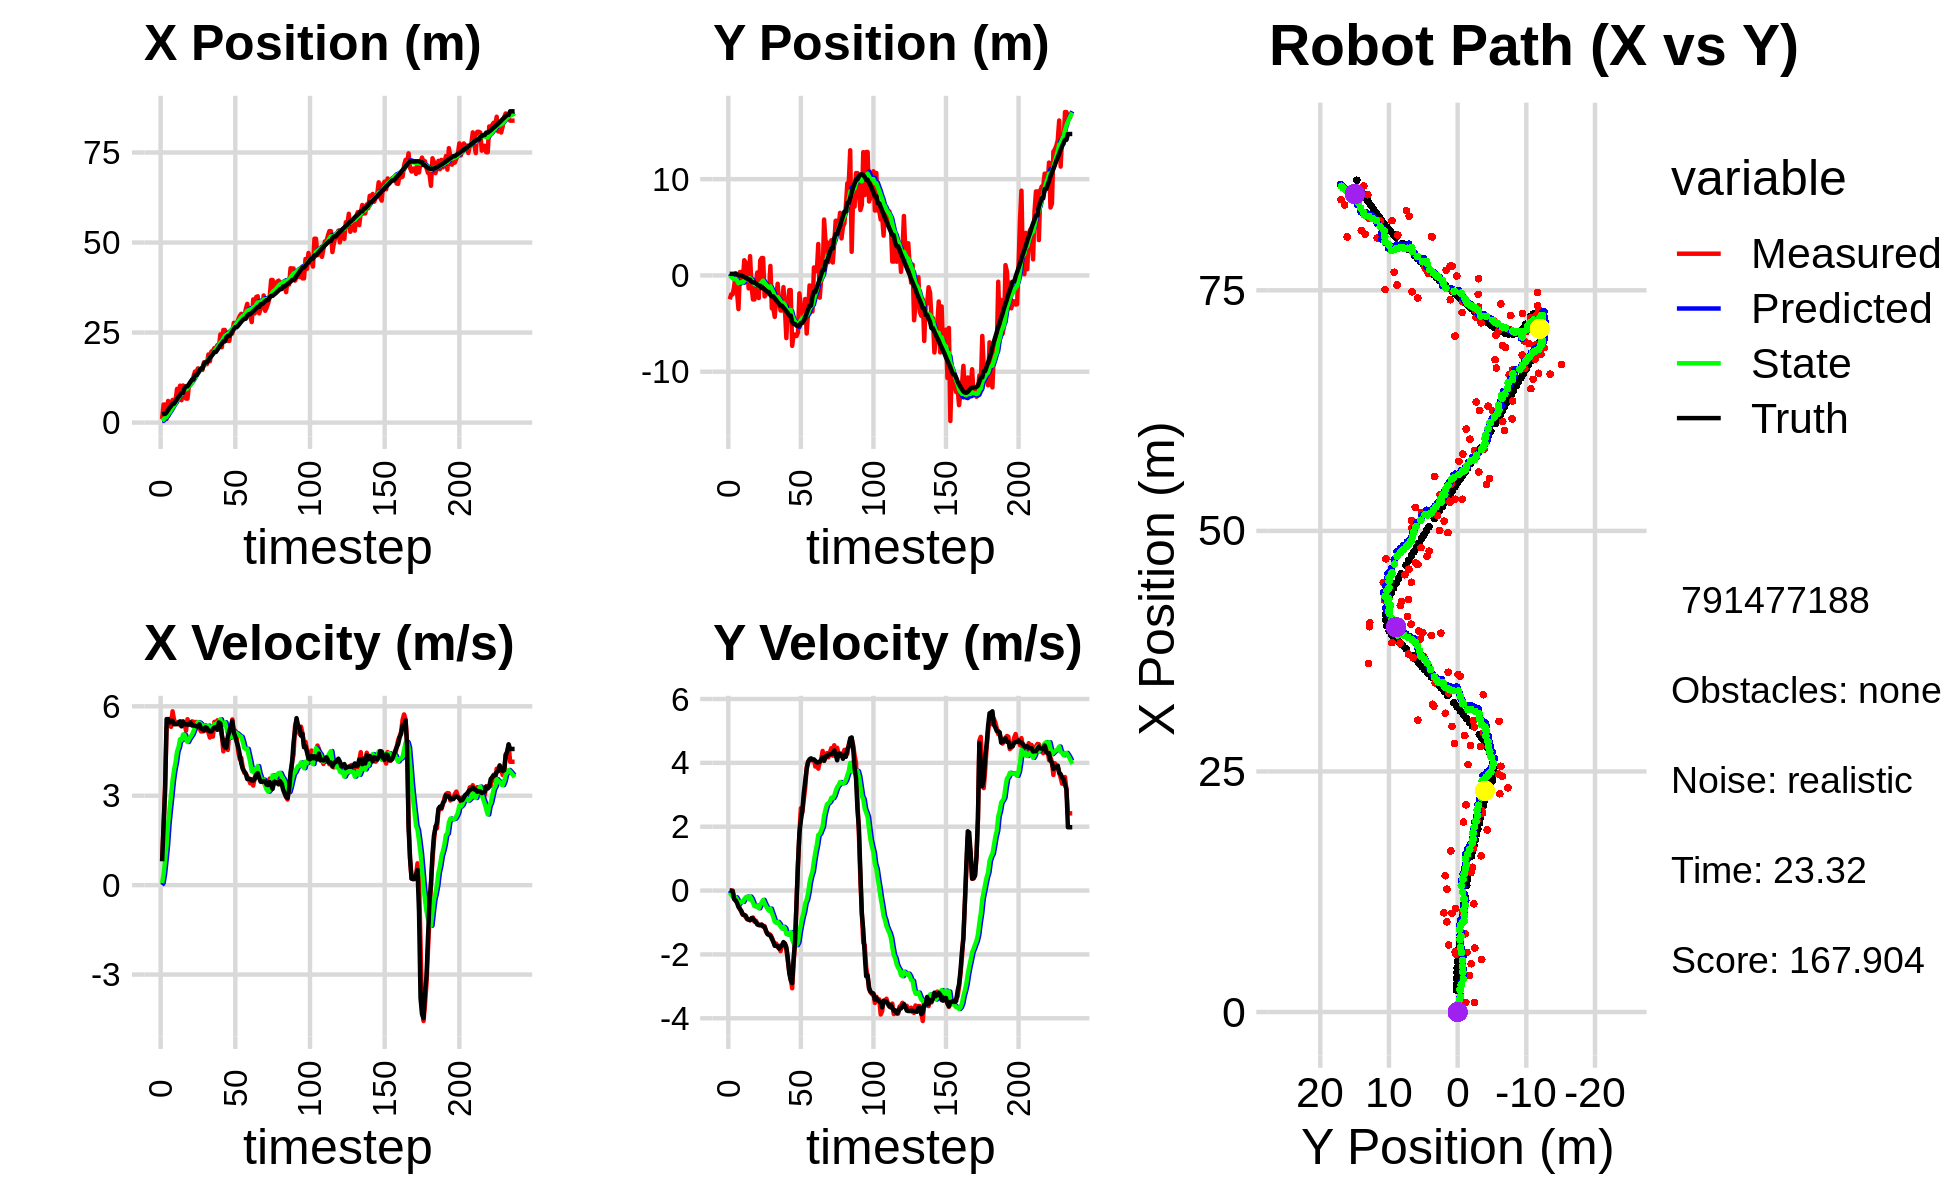 X Position (m)
75
50
25
0
0 50 100 150 200
timestep
Y Position (m)
10
0
-10
0 50 100 150 200
timestep
X Velocity (m/s)
6
3
0
-3
0 50 100 150 200
timestep
Y Velocity (m/s)
6
4
2
0
-2
-4
0 50 100 150 200
timestep
Robot Path (X vs Y)
X Position (m)
75
50
25
0
20 10 0 -10 -20
Y Position (m)
variable
Measured
Predicted
State
Truth
791477188
Obstacles: none
Noise: realistic
Time: 23.32
Score: 167.904